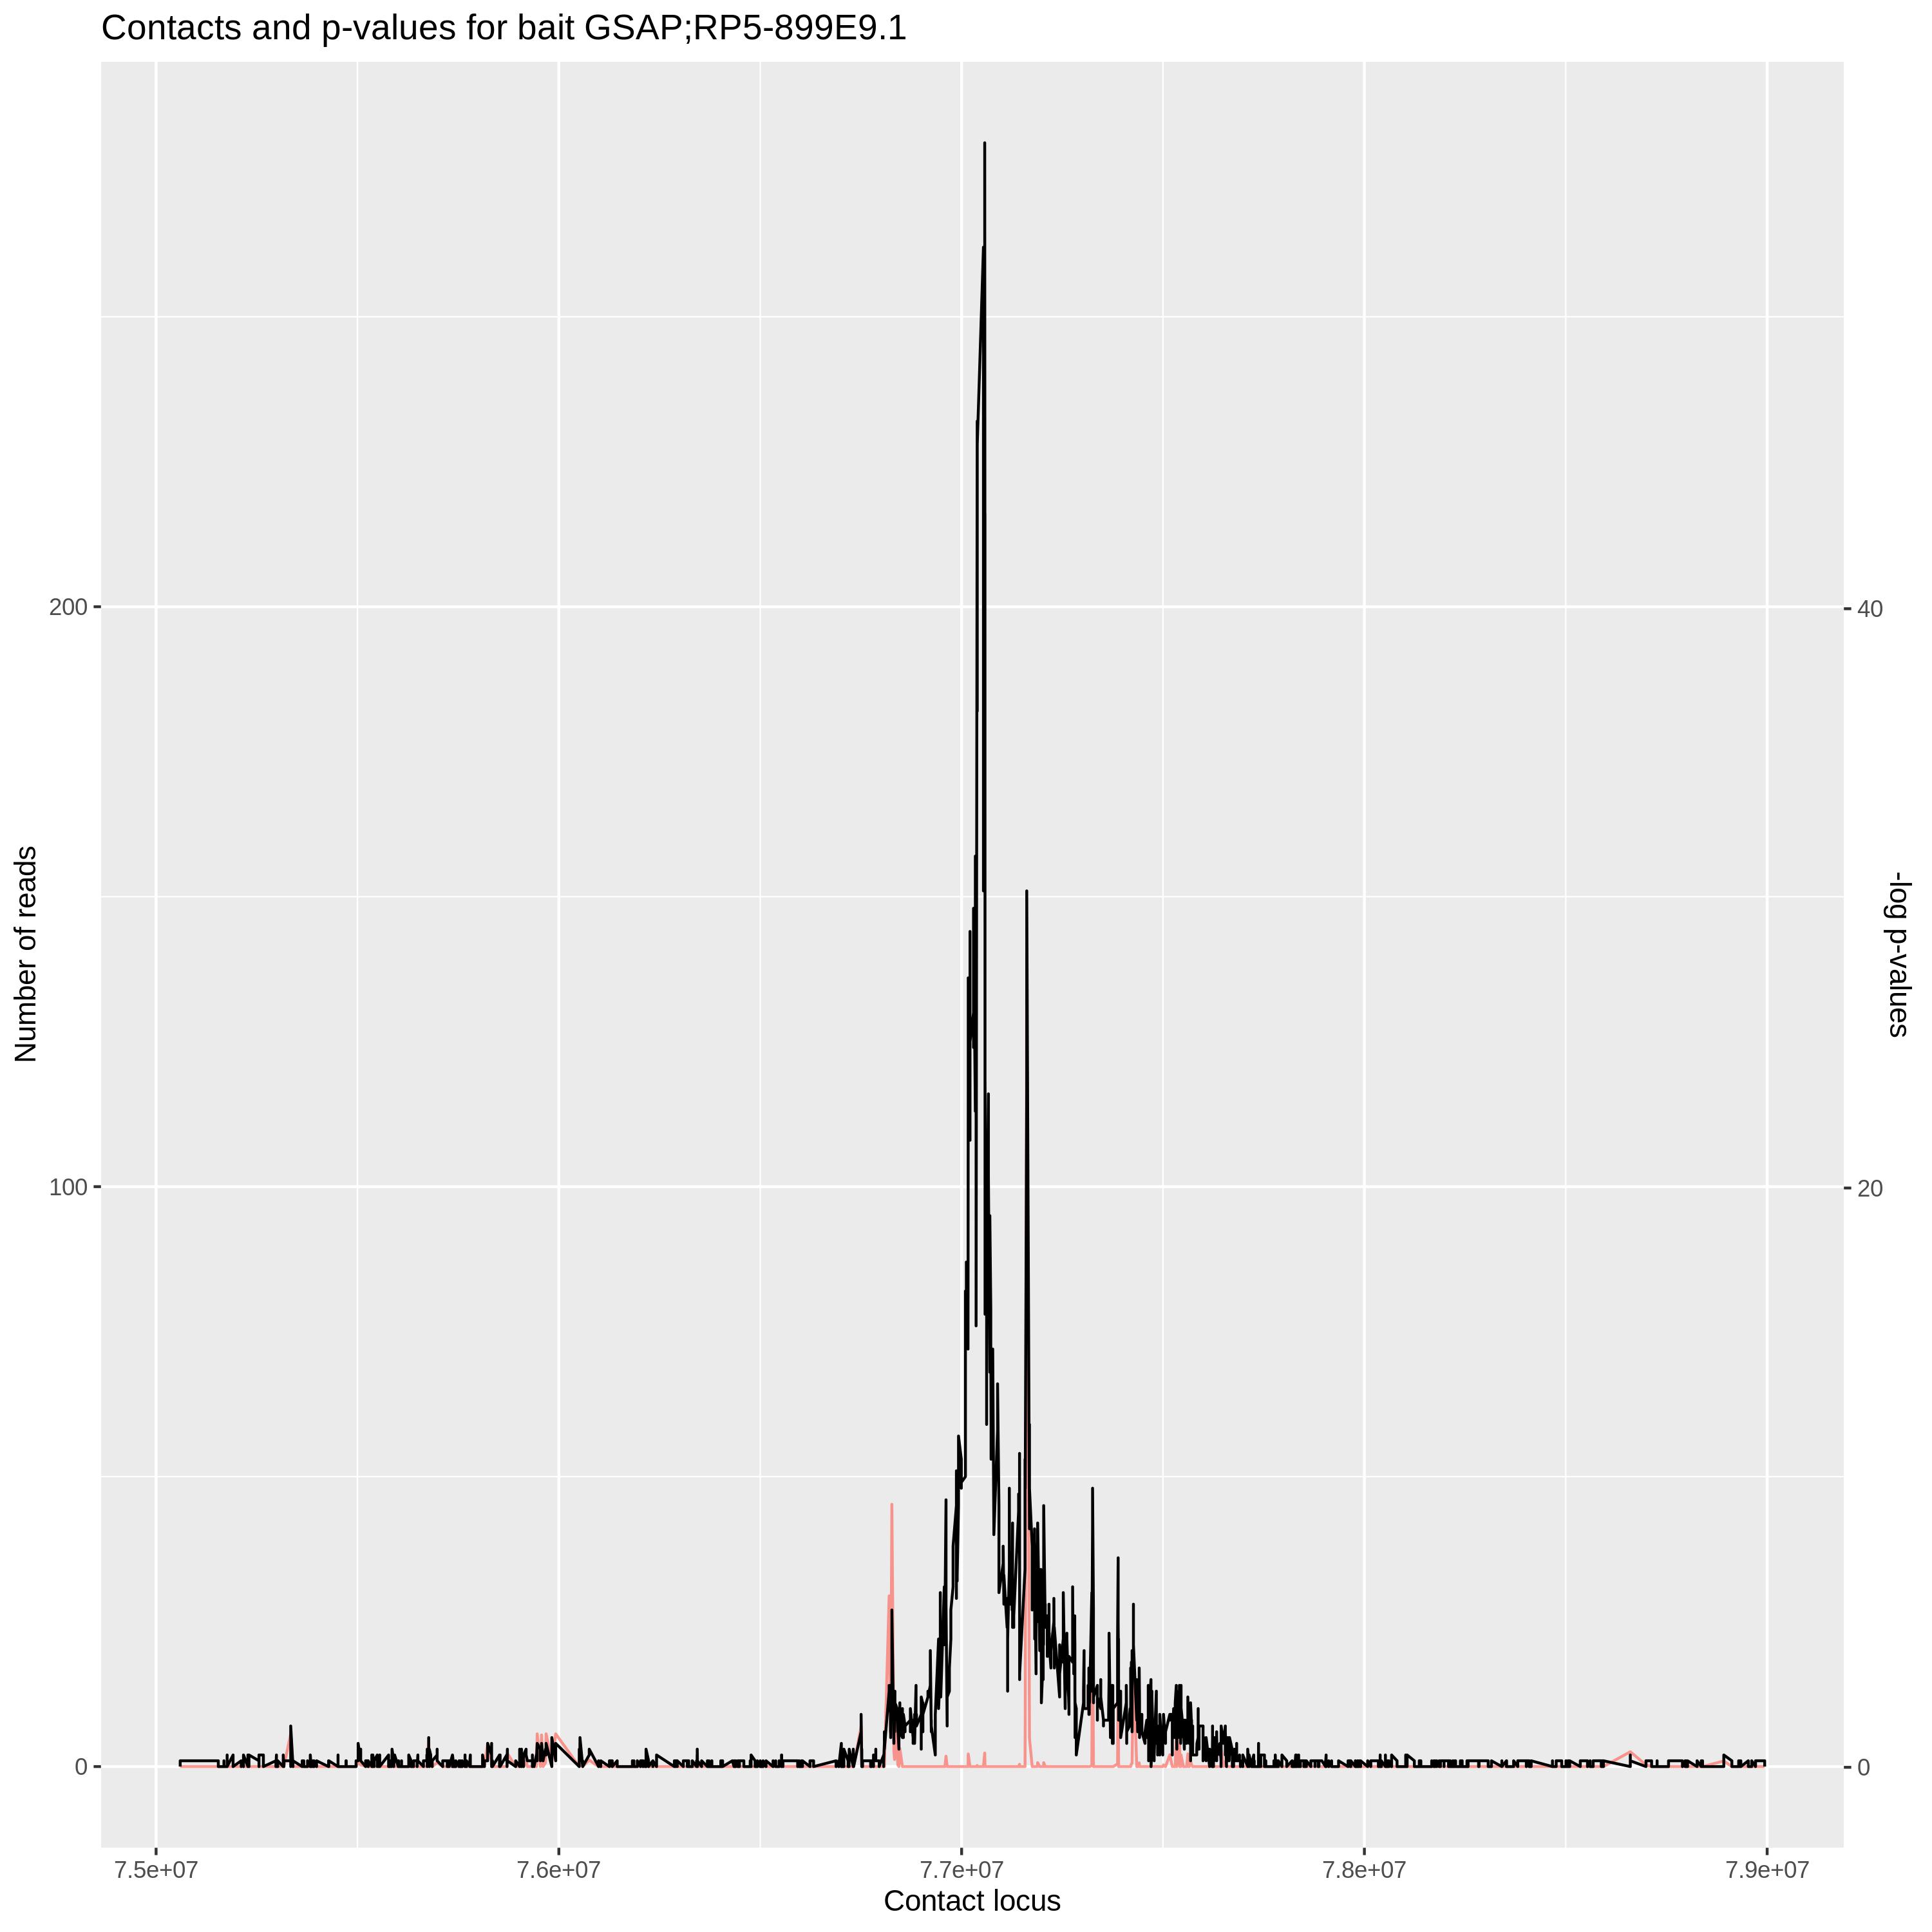 Contacts and p-values for bait GSAP;RP5-899E9.1
Number of reads
200
100
0
40
20
0
-log p-values
7.5e+07 7.6e+07 7.7e+07 7.8e+07 7.9e+07
Contact locus